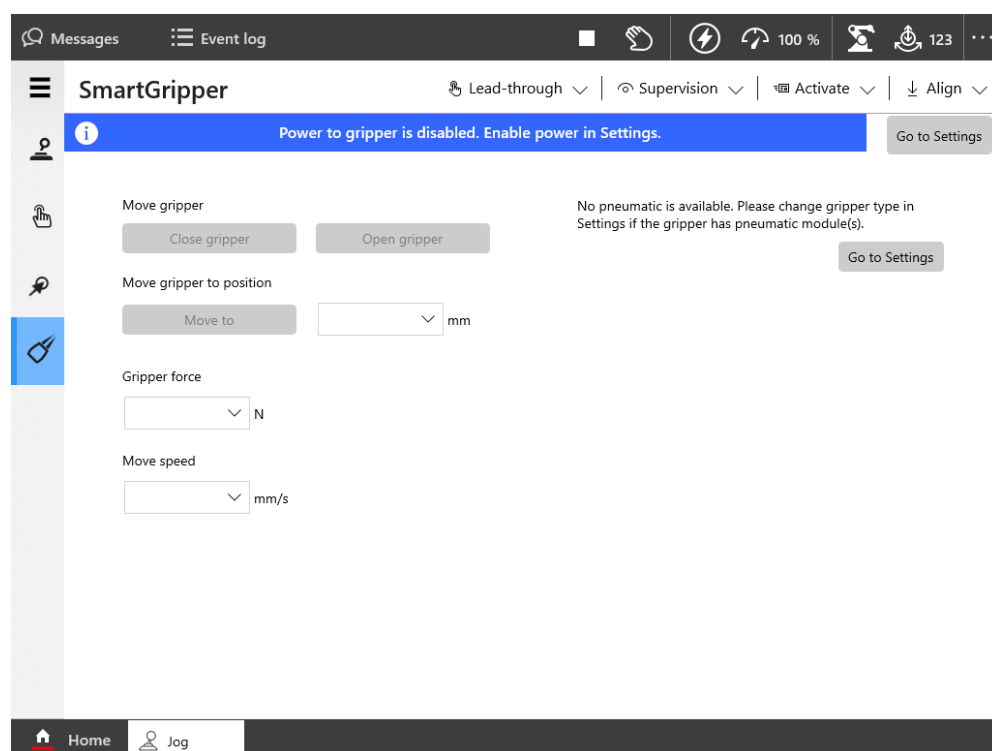 Messages
Event log
100 %
123
SmartGripper
Lead-through
Supervision
Activate
Align
Power to gripper is disabled. Enable power in Settings.
Go to Settings
Move gripper
Close gripper
Open gripper
No pneumatic is available. Please change gripper type in
Settings if the gripper has pneumatic module(s).
Go to Settings
Move gripper to position
Move to
mm
Gripper force
N
Move speed
mm/s
Home
Jog